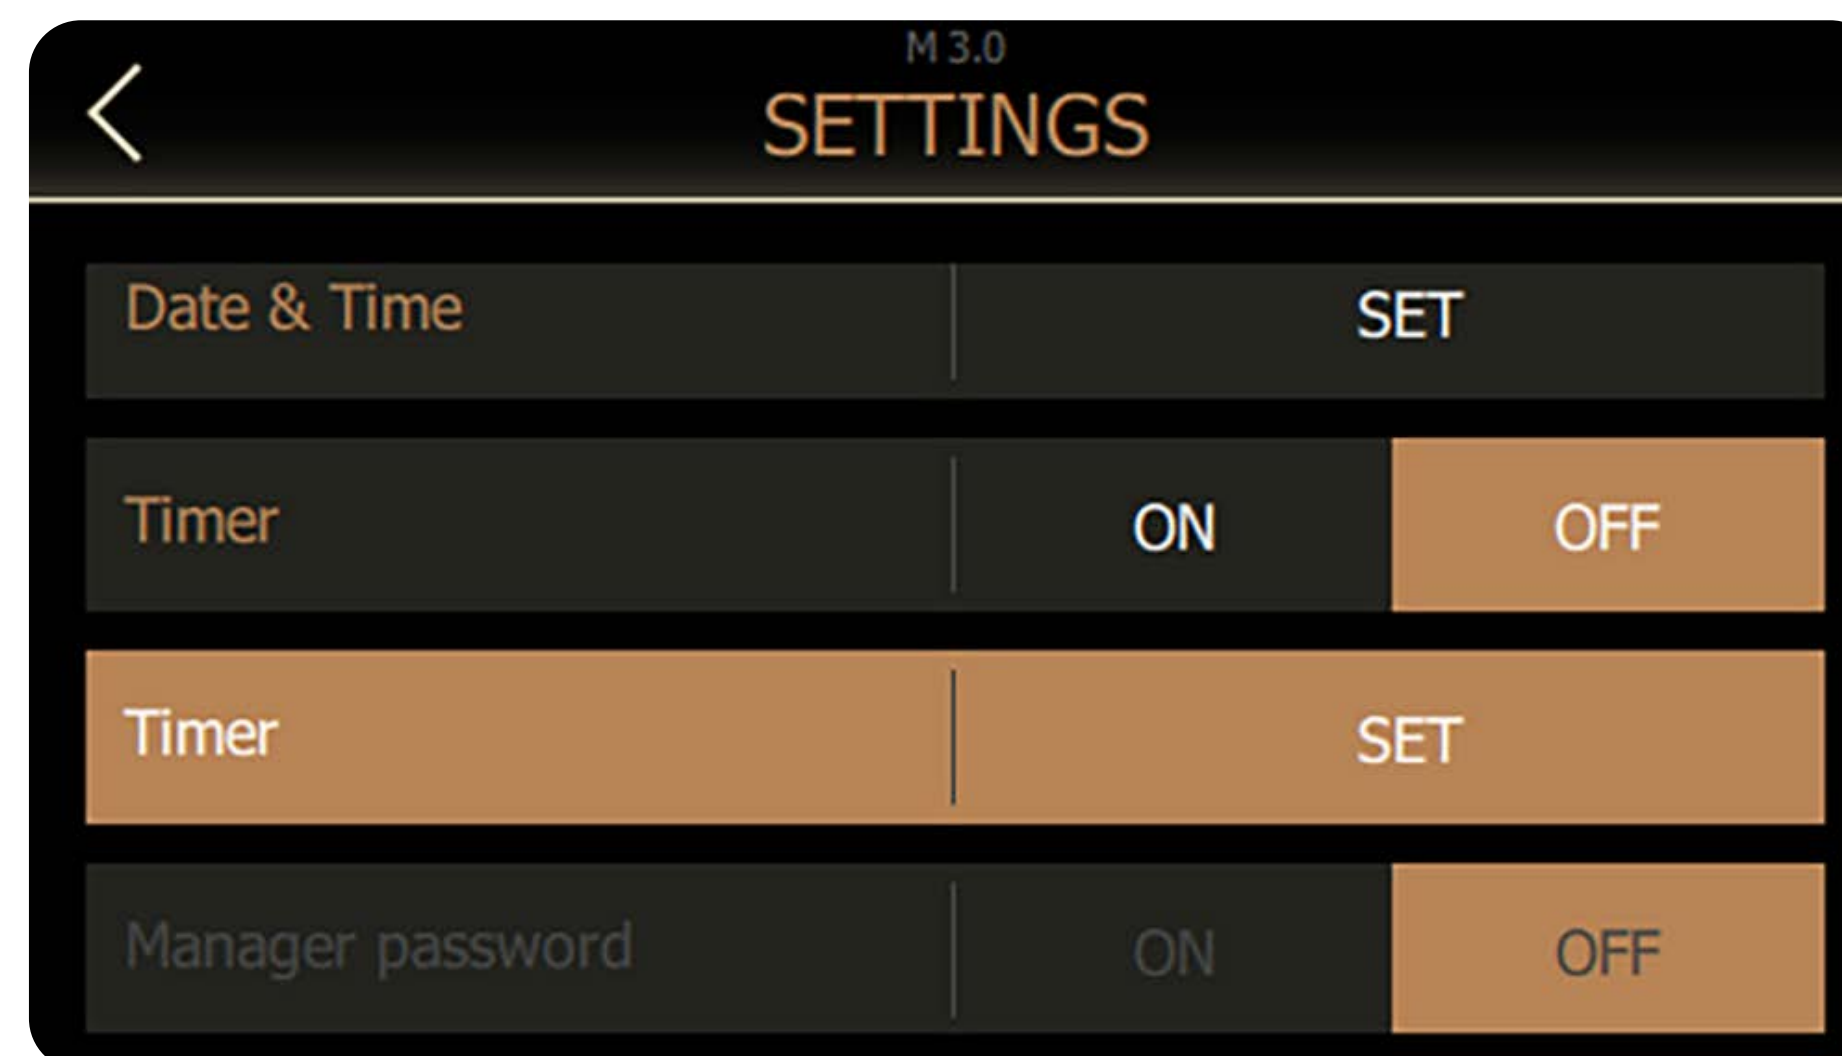 M 3.0
SETTINGS
Date & Time SET
Timer ON OFF
Timer SET
Manager password ON OFF